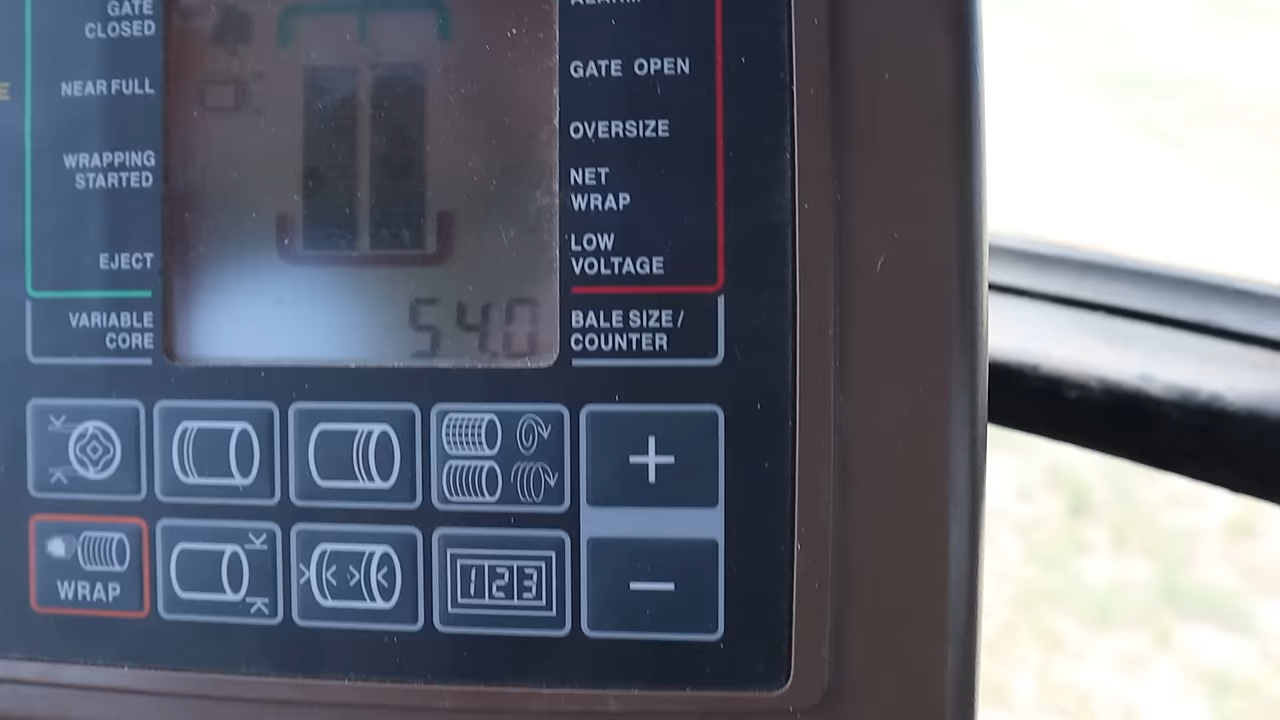 GATE
CLOSED
NEAR FULL
WRAPPING
STARTED
EJECT
VARIABLE
CORE
54.0
ALARM
GATE OPEN
OVERSIZE
NET
WRAP
LOW
VOLTAGE
BALE SIZE /
COUNTER
+
WRAP
123
−